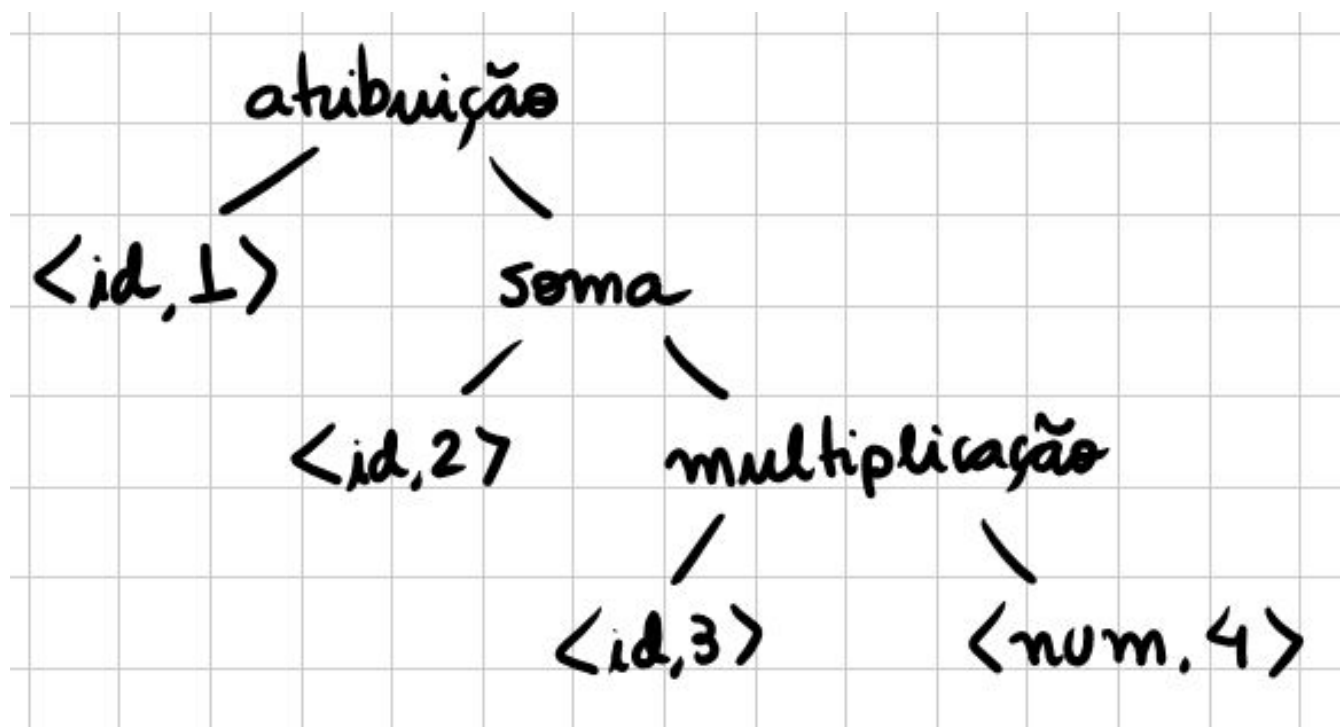 atribuição
<id,1>
soma
<id,2> multiplicação
<id,3> <num,4>